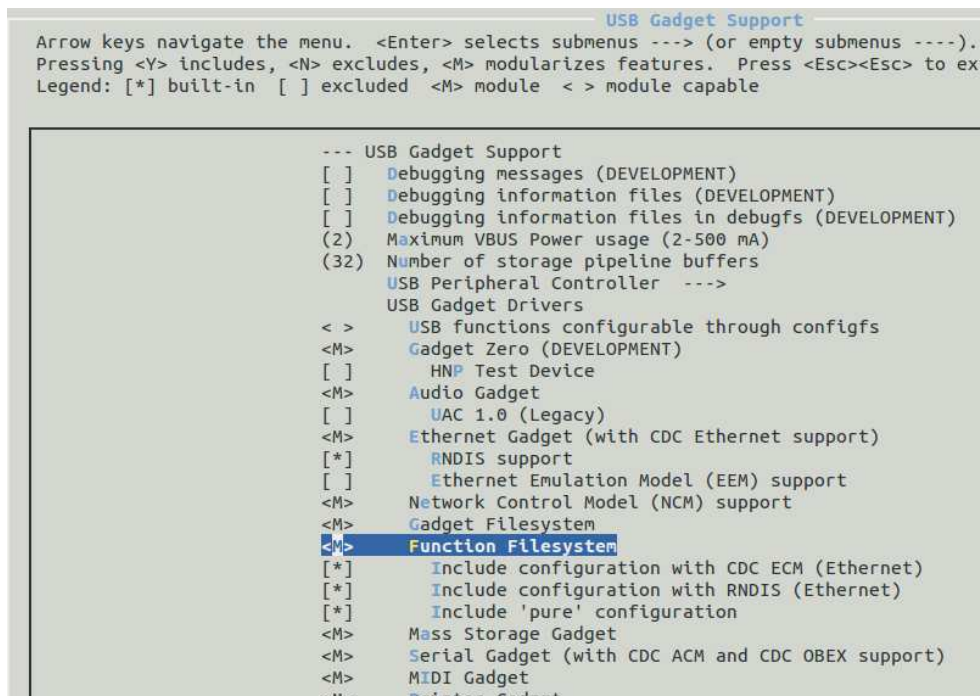 USB Gadget Support
Arrow keys navigate the menu.  <Enter> selects submenus ---> (or empty submenus ----).
Pressing <Y> includes, <N> excludes, <M> modularizes features.  Press <Esc><Esc> to ex
Legend: [*] built-in  [ ] excluded  <M> module  < > module capable
--- USB Gadget Support
[ ]   Debugging messages (DEVELOPMENT)
[ ]   Debugging information files (DEVELOPMENT)
[ ]   Debugging information files in debugfs (DEVELOPMENT)
(2)   Maximum VBUS Power usage (2-500 mA)
(32)  Number of storage pipeline buffers
USB Peripheral Controller  --->
USB Gadget Drivers
< >     USB functions configurable through configfs
<M>     Gadget Zero (DEVELOPMENT)
[ ]       HNP Test Device
<M>     Audio Gadget
[ ]       UAC 1.0 (Legacy)
<M>     Ethernet Gadget (with CDC Ethernet support)
[*]       RNDIS support
[ ]       Ethernet Emulation Model (EEM) support
<M>     Network Control Model (NCM) support
<M>     Gadget Filesystem
<M>     Function Filesystem
[*]       Include configuration with CDC ECM (Ethernet)
[*]       Include configuration with RNDIS (Ethernet)
[*]       Include 'pure' configuration
<M>     Mass Storage Gadget
<M>     Serial Gadget (with CDC ACM and CDC OBEX support)
<M>     MIDI Gadget